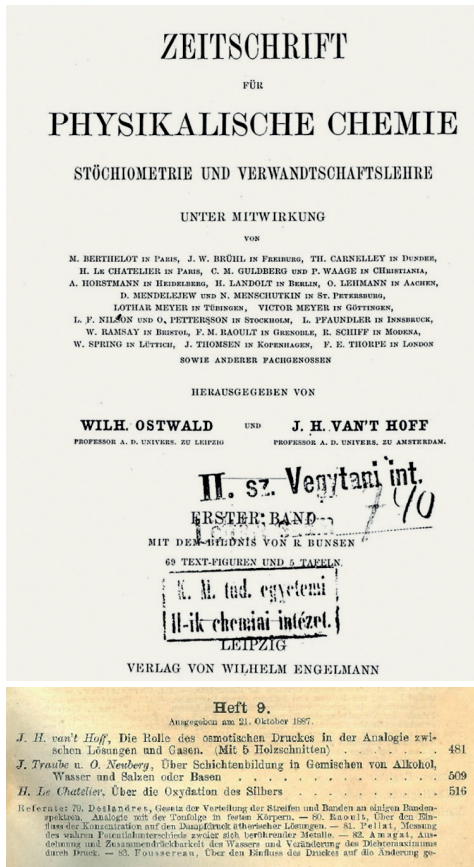 ZEITSCHRIFT
FÜR
PHYSIKALISCHE CHEMIE
STÖCHIOMETRIE UND VERWANDTSCHAFTSLEHRE
UNTER MITWIRKUNG
VON
M. BERTHELOT IN PARIS, J. W. BRÜHL IN FREIBURG, TH. CARNELLEY IN DUNDEE,
H. LE CHATELIER IN PARIS, C. M. GULDBERG UND P. WAAGE IN CHRISTIANIA,
A. HORSTMANN IN HEIDELBERG, H. LANDOLT IN BERLIN, O. LEHMANN IN AACHEN,
D. MENDELEJEW UND N. MENSCHUTKIN IN ST. PETERSBURG,
LOTHAR MEYER IN TÜBINGEN, VICTOR MEYER IN GÖTTINGEN,
L. F. NILSON UND O. PETTERSSON IN STOCKHOLM, L. PFAUNDLER IN INNSBRUCK,
W. RAMSAY IN BRISTOL, F. M. RAOULT IN GRENOBLE, R. SCHIFF IN MODENA,
W. SPRING IN LÜTTICH, J. THOMSEN IN KOPENHAGEN, F. E. THORPE IN LONDON
SOWIE ANDERER FACHGENOSSEN
HERAUSGEGEBEN VON
WILH. OSTWALD UND J. H. VAN'T HOFF
PROFESSOR A. D. UNIVERS. ZU LEIPZIG PROFESSOR A. D. UNIVERS. ZU AMSTERDAM.
II. sz. Vegytani int.
740
ERSTER BAND
MIT DEM BILDNIS VON R. BUNSEN
69 TEXT-FIGUREN UND 5 TAFELN.
K. M. tud. egyetemi
II-ik chemiai intézet.
LEIPZIG
VERLAG VON WILHELM ENGELMANN
Heft 9.
Ausgegeben am 21. Oktober 1887.
J. H. van't Hoff, Die Rolle des osmotischen Druckes in der Analogie zwi-
schen Lösungen und Gasen. (Mit 5 Holzschnitten) . . . . . . . . 481
J. Traube u. O. Neuberg, Über Schichtenbildung in Gemischen von Alkohol,
Wasser und Salzen oder Basen . . . . . . . . . . . 509
H. Le Chatelier, Über die Oxydation des Silbers . . . . . . . . . 516
Referate: 79. Deslandres, Gesetz der Verteilung der Streifen und Banden an einigen Banden-
spektren. Analogie mit der Tonfolge in festen Körpern. — 80. Raoult, Über den Ein-
fluss der Konzentration auf den Dampfdruck ätherischer Lösungen. — 81. Pellat, Messung
des wahren Potentialunterschieds zweier sich berührender Metalle. — 82. Amagat, Aus-
dehnung und Zusammendrückbarkeit des Wassers und Veränderung des Dichtemaximums
durch Druck. — 83. Foussereau, Über den Einfluss des Druckes auf die Änderung ge-